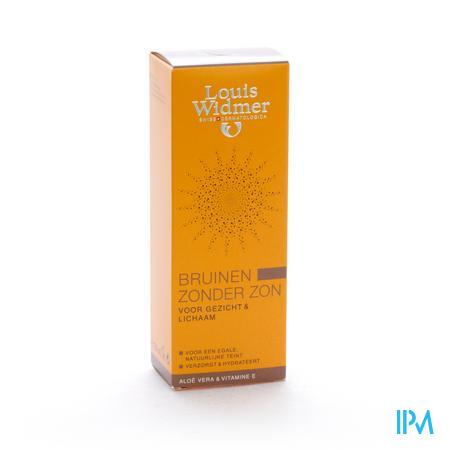 Louis
Widmer
SWISS DERMATOLOGICA
BRUINEN
ZONDER ZON
VOOR GEZICHT &
LICHAAM
VOOR EEN EGALE,
NATUURLIJKE TEINT
VERZORGT & HYDRATEERT
ALOË VERA & VITAMINE E
IPM